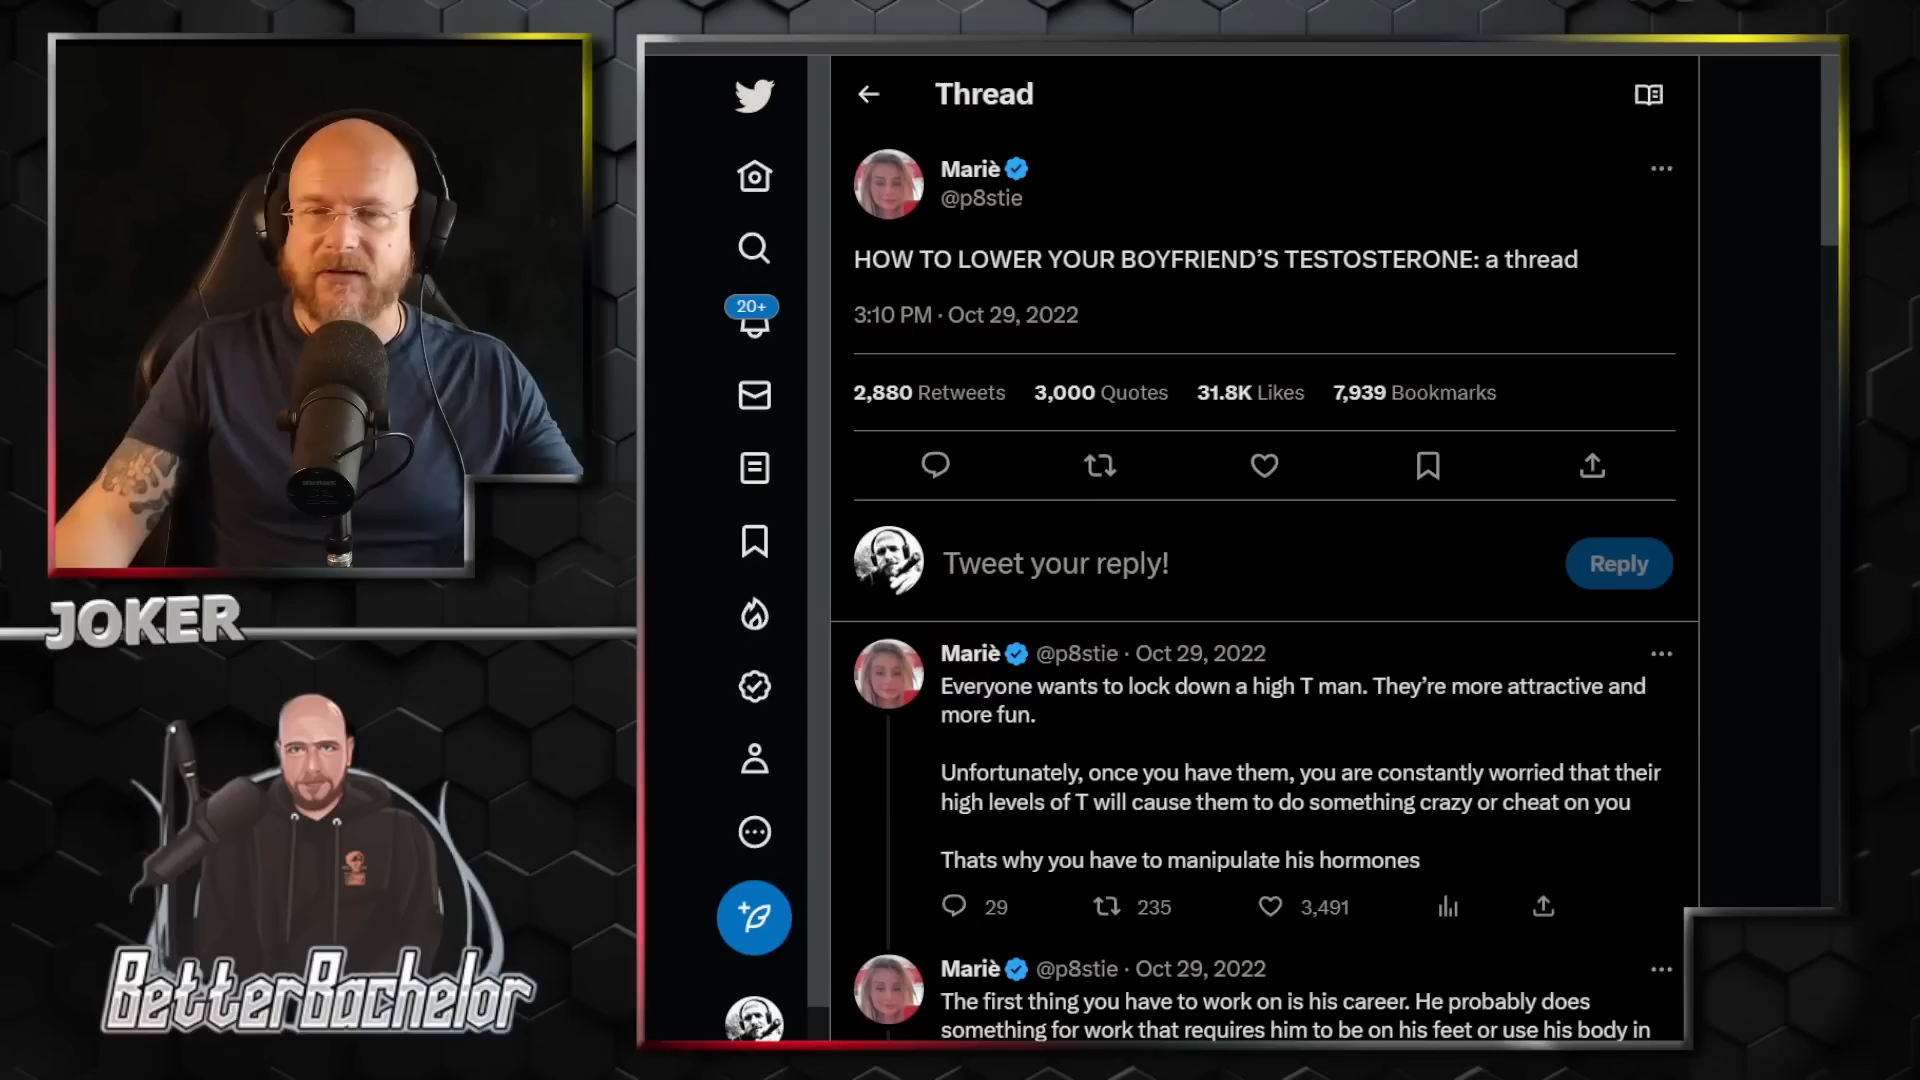 Thread
Mariè
@p8stie
HOW TO LOWER YOUR BOYFRIEND’S TESTOSTERONE: a thread
3:10 PM · Oct 29, 2022
2,880 Retweets 3,000 Quotes 31.8K Likes 7,939 Bookmarks
20+
Tweet your reply!
Reply
Mariè @p8stie · Oct 29, 2022
Everyone wants to lock down a high T man. They’re more attractive and
more fun.
Unfortunately, once you have them, you are constantly worried that their
high levels of T will cause them to do something crazy or cheat on you
Thats why you have to manipulate his hormones
29 235 3,491
Mariè @p8stie · Oct 29, 2022
The first thing you have to work on is his career. He probably does
something for work that requires him to be on his feet or use his body in
JOKER
BetterBachelor